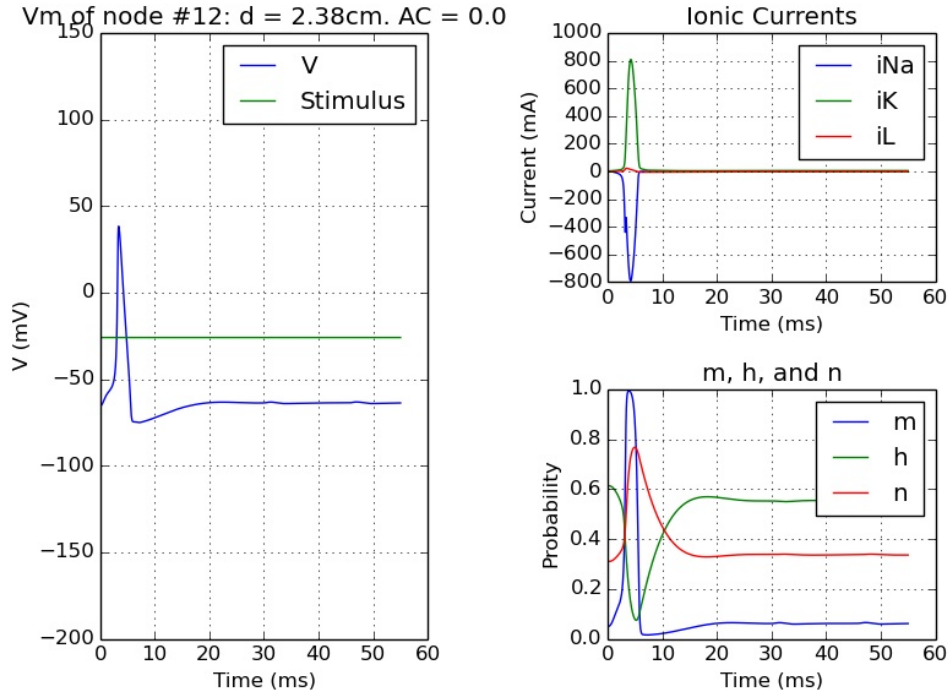 Vm of node #12: d = 2.38cm. AC = 0.0
150
100
50
0
−50
−100
−150
−200
V (mV)
0 10 20 30 40 50 60
Time (ms)
V
Stimulus
Ionic Currents
1000
800
600
400
200
0
−200
−400
−600
−800
Current (mA)
0 10 20 30 40 50 60
Time (ms)
iNa
iK
iL
m, h, and n
1.0
0.8
0.6
0.4
0.2
0.0
Probability
0 10 20 30 40 50 60
Time (ms)
m
h
n